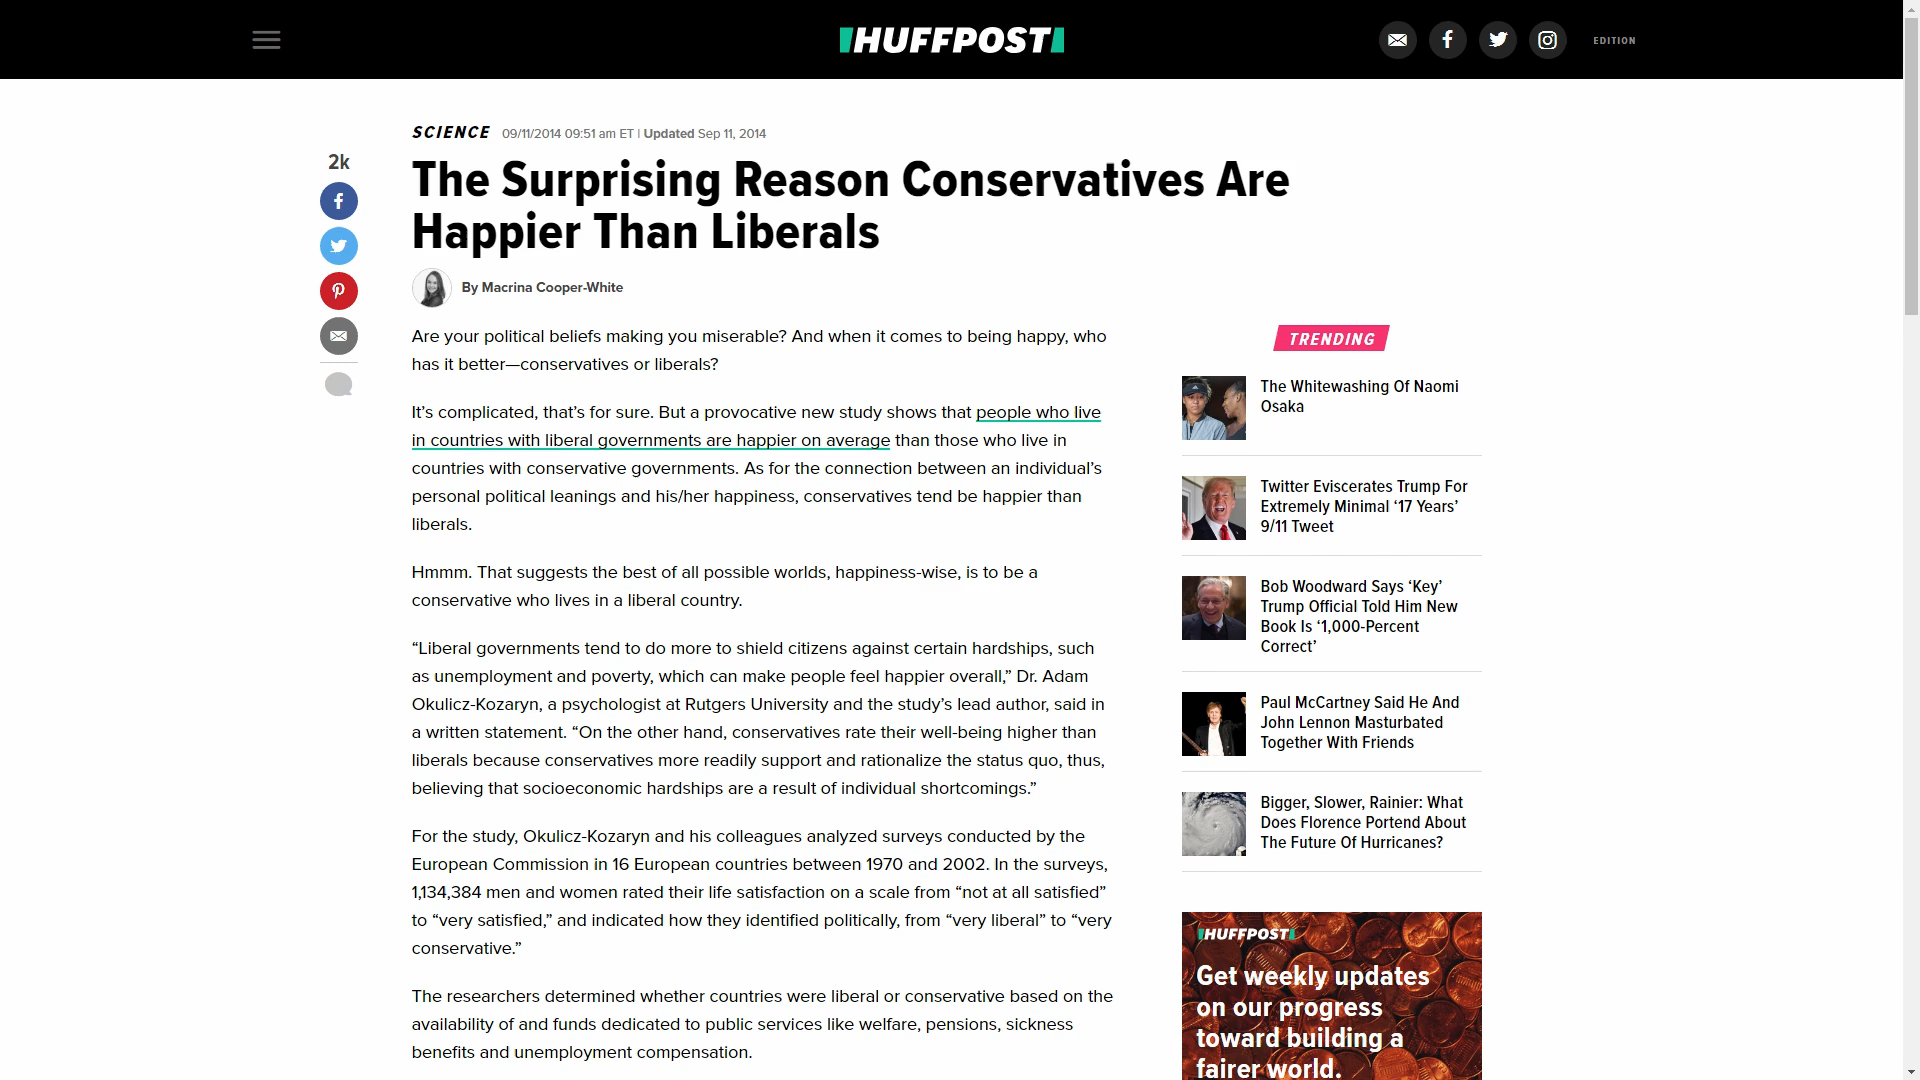 HUFFPOST
EDITION
SCIENCE 09/11/2014 09:51 am ET | Updated Sep 11, 2014
2k
The Surprising Reason Conservatives Are
Happier Than Liberals
By Macrina Cooper-White
Are your political beliefs making you miserable? And when it comes to being happy, who
has it better—conservatives or liberals?
It’s complicated, that’s for sure. But a provocative new study shows that people who live
in countries with liberal governments are happier on average than those who live in
countries with conservative governments. As for the connection between an individual’s
personal political leanings and his/her happiness, conservatives tend be happier than
liberals.
Hmmm. That suggests the best of all possible worlds, happiness-wise, is to be a
conservative who lives in a liberal country.
“Liberal governments tend to do more to shield citizens against certain hardships, such
as unemployment and poverty, which can make people feel happier overall,” Dr. Adam
Okulicz-Kozaryn, a psychologist at Rutgers University and the study’s lead author, said in
a written statement. “On the other hand, conservatives rate their well-being higher than
liberals because conservatives more readily support and rationalize the status quo, thus,
believing that socioeconomic hardships are a result of individual shortcomings.”
For the study, Okulicz-Kozaryn and his colleagues analyzed surveys conducted by the
European Commission in 16 European countries between 1970 and 2002. In the surveys,
1,134,384 men and women rated their life satisfaction on a scale from “not at all satisfied”
to “very satisfied,” and indicated how they identified politically, from “very liberal” to “very
conservative.”
The researchers determined whether countries were liberal or conservative based on the
availability of and funds dedicated to public services like welfare, pensions, sickness
benefits and unemployment compensation.
TRENDING
The Whitewashing Of Naomi
Osaka
Twitter Eviscerates Trump For
Extremely Minimal ‘17 Years’
9/11 Tweet
Bob Woodward Says ‘Key’
Trump Official Told Him New
Book Is ‘1,000-Percent
Correct’
Paul McCartney Said He And
John Lennon Masturbated
Together With Friends
Bigger, Slower, Rainier: What
Does Florence Portend About
The Future Of Hurricanes?
HUFFPOST
Get weekly updates
on our progress
toward building a
fairer world.